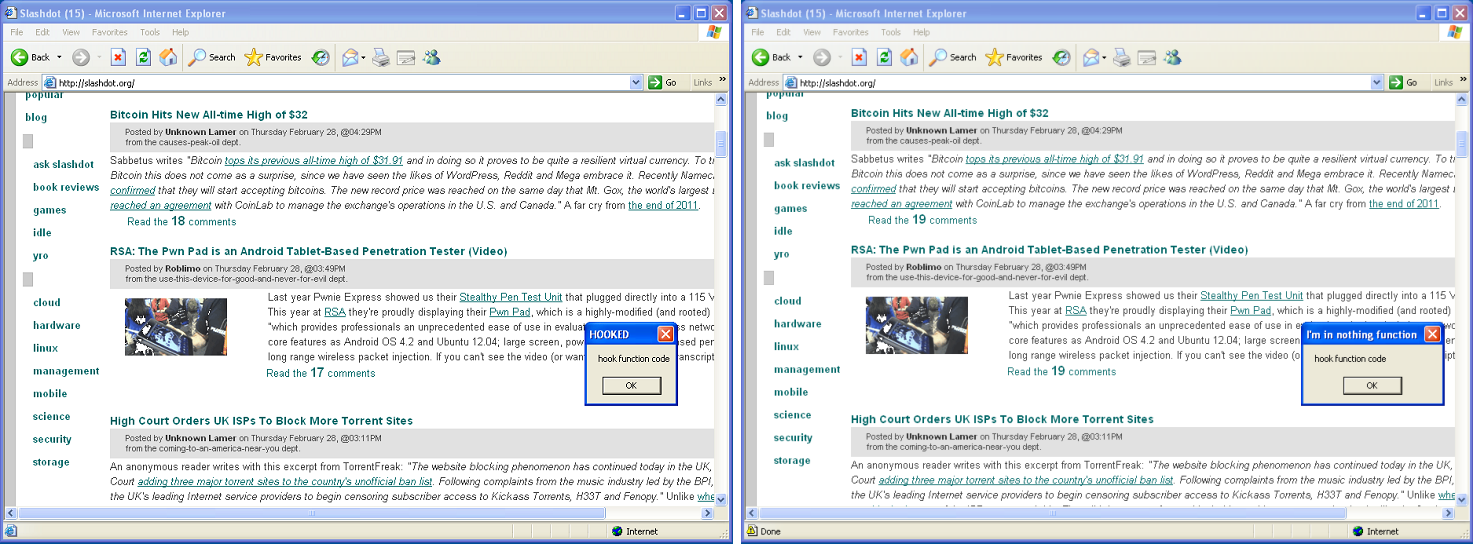 Slashdot (15) - Microsoft Internet Explorer
File Edit View Favorites Tools Help
Back Search Favorites
Address http://slashdot.org/ Go Links »
popular
blog
ask slashdot
book reviews
games
idle
yro
cloud
hardware
linux
management
mobile
science
security
storage
Bitcoin Hits New All-time High of $32
Posted by Unknown Lamer on Thursday February 28, @04:29PM
from the causes-peak-oil dept.
Sabbetus writes "Bitcoin tops its previous all-time high of $31.91 and in doing so it proves to be quite a resilient virtual currency. To th
Bitcoin this does not come as a surprise, since we have seen the likes of WordPress, Reddit and Mega embrace it. Recently Namec
confirmed that they will start accepting bitcoins. The new record price was reached on the same day that Mt. Gox, the world's largest
reached an agreement with CoinLab to manage the exchange's operations in the U.S. and Canada." A far cry from the end of 2011.
Read the 18 comments
RSA: The Pwn Pad is an Android Tablet-Based Penetration Tester (Video)
Posted by Roblimo on Thursday February 28, @03:49PM
from the use-this-device-for-good-and-never-for-evil dept.
Last year Pwnie Express showed us their Stealthy Pen Test Unit that plugged directly into a 115 V
This year at RSA they're proudly displaying their Pwn Pad, which is a highly-modified (and rooted)
"which provides professionals an unprecedented ease of use in evaluat ss netwo
core features as Android OS 4.2 and Ubuntu 12.04; large screen, pow sed per
long range wireless packet injection. If you can't see the video (or wan anscript
Read the 17 comments
HOOKED
hook function code
OK
High Court Orders UK ISPs To Block More Torrent Sites
Posted by Unknown Lamer on Thursday February 28, @03:11PM
from the coming-to-an-america-near-you dept.
An anonymous reader writes with this excerpt from TorrentFreak: "The website blocking phenomenon has continued today in the UK,
Court adding three major torrent sites to the country's unofficial ban list. Following complaints from the music industry led by the BPI,
the UK's leading Internet service providers to begin censoring subscriber access to Kickass Torrents, H33T and Fenopy." Unlike whe
Internet
Slashdot (15) - Microsoft Internet Explorer
File Edit View Favorites Tools Help
Back Search Favorites
Address http://slashdot.org/ Go Links »
popular
blog
ask slashdot
book reviews
games
idle
yro
cloud
hardware
linux
management
mobile
science
security
storage
Bitcoin Hits New All-time High of $32
Posted by Unknown Lamer on Thursday February 28, @04:29PM
from the causes-peak-oil dept.
Sabbetus writes "Bitcoin tops its previous all-time high of $31.91 and in doing so it proves to be quite a resilient virtual currency. To th
Bitcoin this does not come as a surprise, since we have seen the likes of WordPress, Reddit and Mega embrace it. Recently Namec
confirmed that they will start accepting bitcoins. The new record price was reached on the same day that Mt. Gox, the world's largest
reached an agreement with CoinLab to manage the exchange's operations in the U.S. and Canada." A far cry from the end of 2011.
Read the 19 comments
RSA: The Pwn Pad is an Android Tablet-Based Penetration Tester (Video)
Posted by Roblimo on Thursday February 28, @03:49PM
from the use-this-device-for-good-and-never-for-evil dept.
Last year Pwnie Express showed us their Stealthy Pen Test Unit that plugged directly into a 115 V
This year at RSA they're proudly displaying their Pwn Pad, which is a highly-modified (and rooted)
"which provides professionals an unprecedented ease of use in e
core features as Android OS 4.2 and Ubuntu 12.04; large screen,
long range wireless packet injection. If you can't see the video (o
Read the 19 comments
I'm in nothing function
hook function code
OK
High Court Orders UK ISPs To Block More Torrent Sites
Posted by Unknown Lamer on Thursday February 28, @03:11PM
from the coming-to-an-america-near-you dept.
An anonymous reader writes with this excerpt from TorrentFreak: "The website blocking phenomenon has continued today in the UK,
Court adding three major torrent sites to the country's unofficial ban list. Following complaints from the music industry led by the BPI,
the UK's leading Internet service providers to begin censoring subscriber access to Kickass Torrents, H33T and Fenopy." Unlike whe
Done Internet